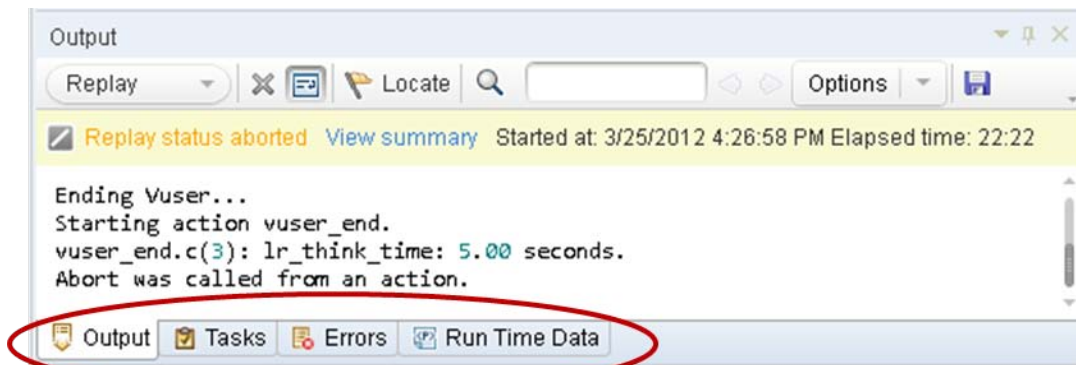 Output
Replay Locate Options
Replay status aborted View summary Started at: 3/25/2012 4:26:58 PM Elapsed time: 22:22
Ending Vuser...
Starting action vuser_end.
vuser_end.c(3): lr_think_time: 5.00 seconds.
Abort was called from an action.
Output Tasks Errors Run Time Data